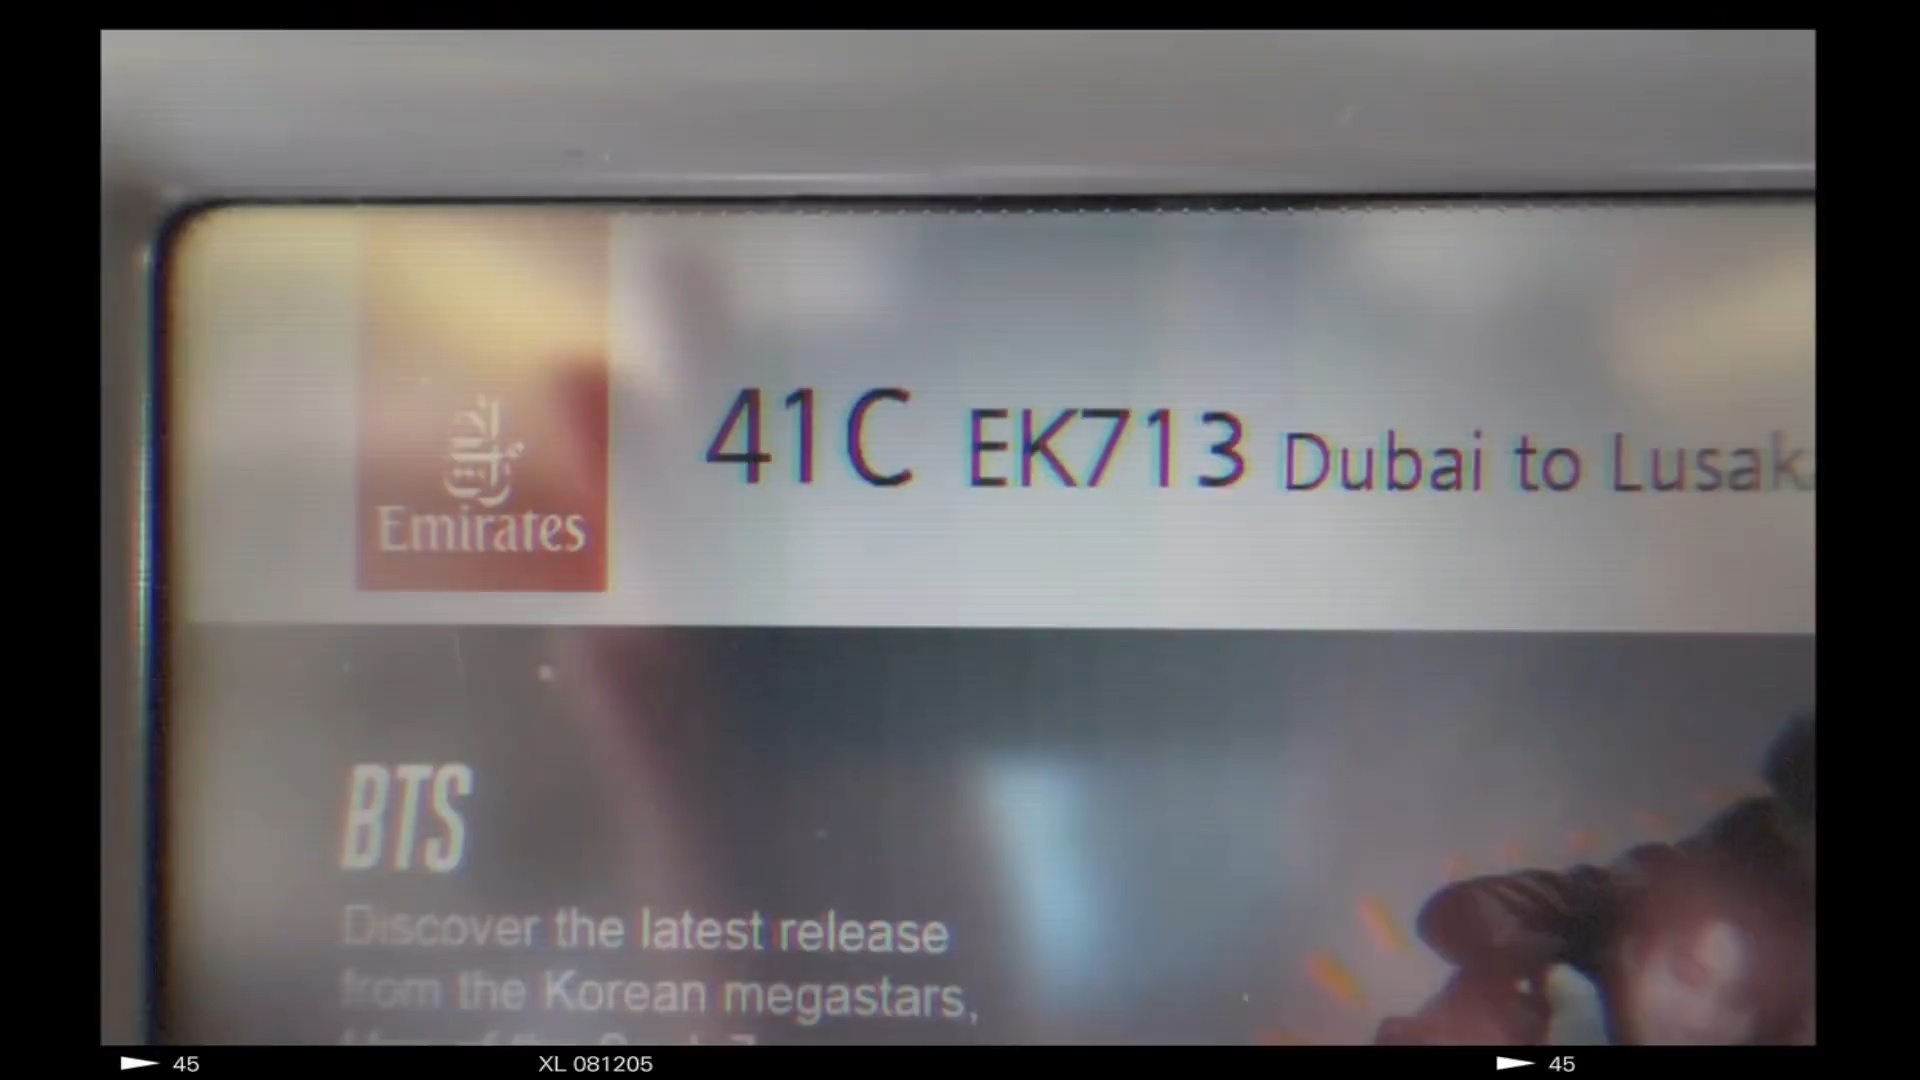 41C EK713 Dubai to Lusak
Emirates
BTS
Discover the latest release
from the Korean megastars,
45 XL 081205 45